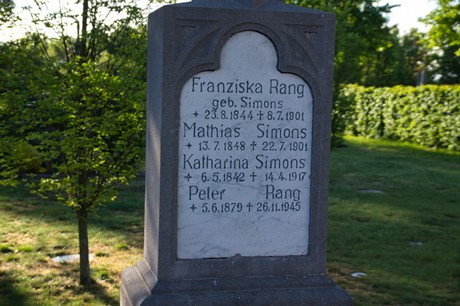 Franziska Rang
geb. Simons
+ 23.8.1844 + 8.7.1901
Mathias Simons
+ 13.7.1848 + 22.7.1901
Katharina Simons
+ 6.5.1842 + 14.4.1917
Peter Rang
+ 5.6.1879 + 26.11.1945